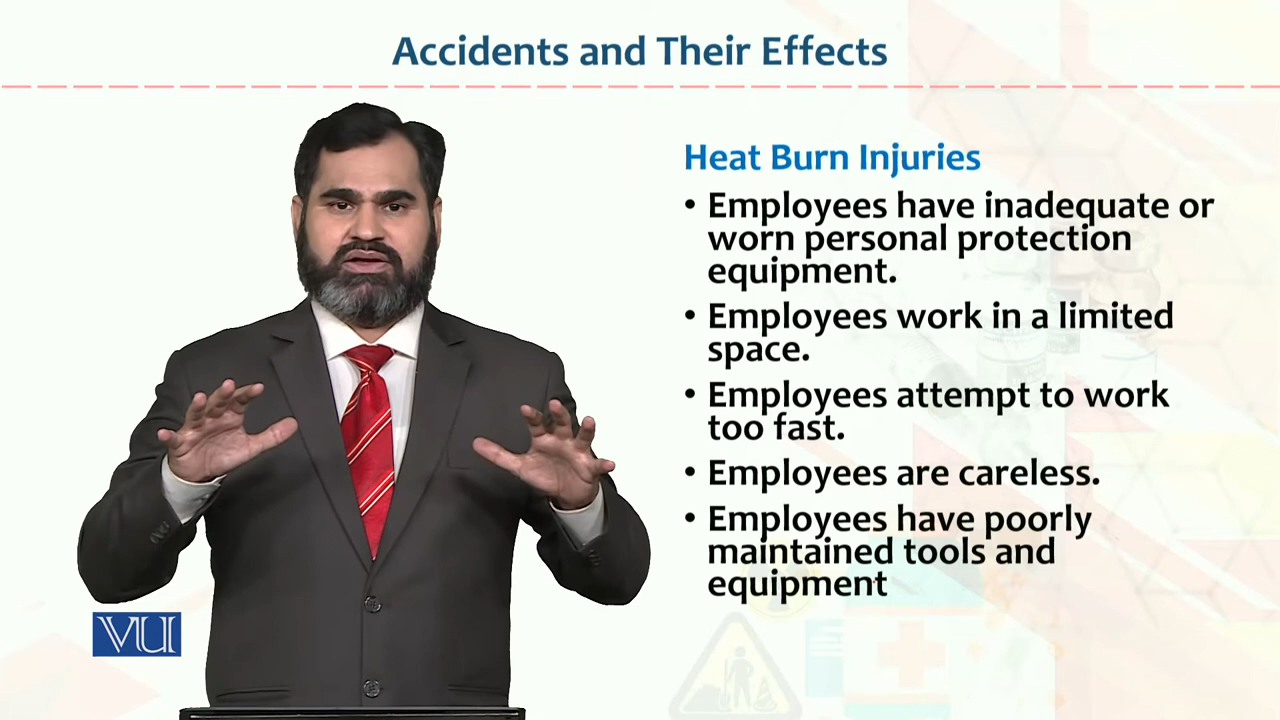 Accidents and Their Effects
Heat Burn Injuries
• Employees have inadequate or
worn personal protection
equipment.
• Employees work in a limited
space.
• Employees attempt to work
too fast.
• Employees are careless.
• Employees have poorly
maintained tools and
equipment
VU